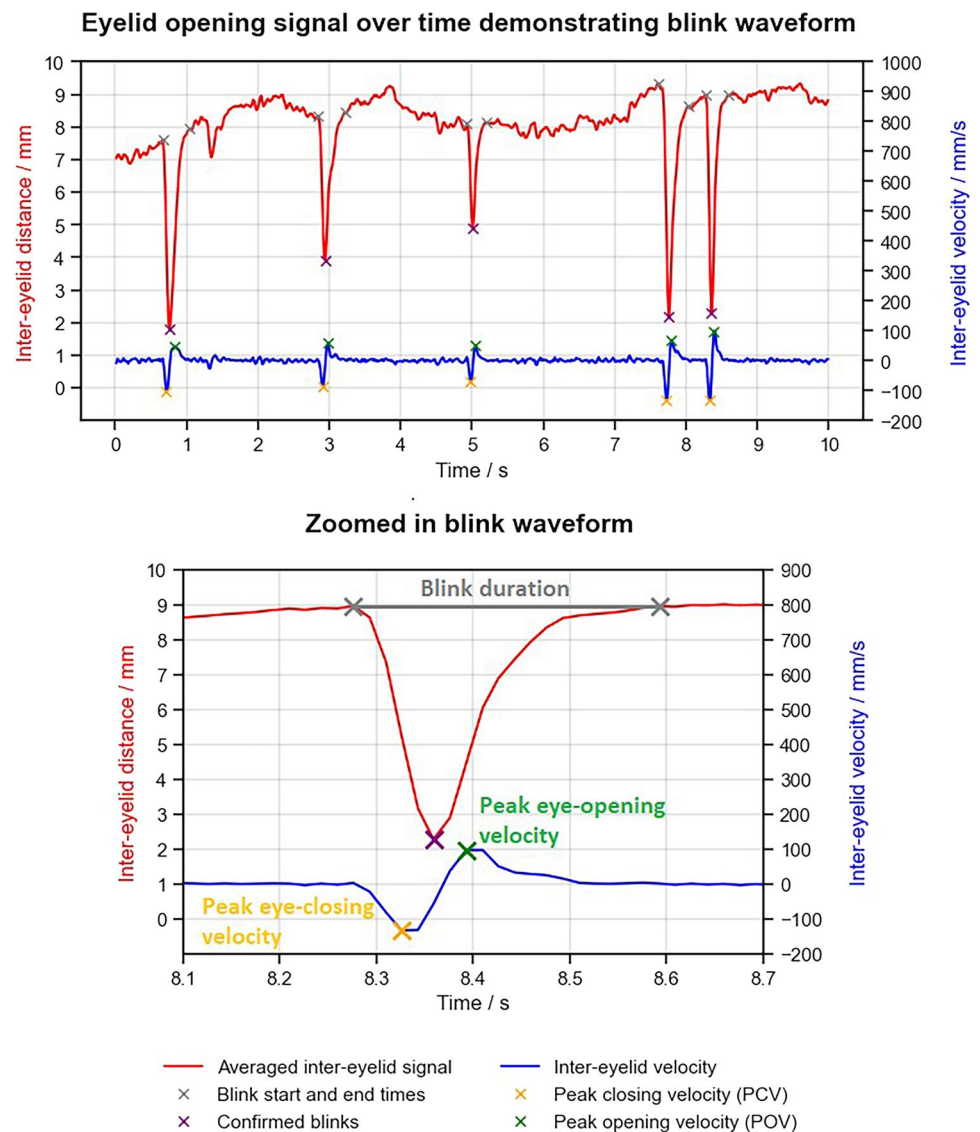 Eyelid opening signal over time demonstrating blink waveform
10
9
8
7
6
5
4
3
2
1
0
Inter-eyelid distance / mm
1000
900
800
700
600
500
400
300
200
100
0
−100
−200
Inter-eyelid velocity / mm/s
0 1 2 3 4 5 6 7 8 9 10
Time / s
Zoomed in blink waveform
10
9
8
7
6
5
4
3
2
1
0
Inter-eyelid distance / mm
900
800
700
600
500
400
300
200
100
0
−100
−200
Inter-eyelid velocity / mm/s
Blink duration
Peak eye-opening
velocity
Peak eye-closing
velocity
8.1 8.2 8.3 8.4 8.5 8.6 8.7
Time / s
Averaged inter-eyelid signal
Blink start and end times
Confirmed blinks
Inter-eyelid velocity
Peak closing velocity (PCV)
Peak opening velocity (POV)